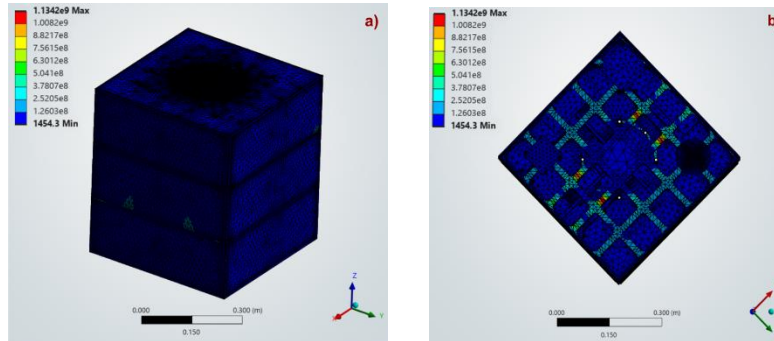 1.1342e9 Max
1.0082e9
8.8217e8
7.5615e8
6.3012e8
5.041e8
3.7807e8
2.5205e8
1.2603e8
1454.3 Min
a)
Z
Y
0.000
0.300 (m)
0.150
1.1342e9 Max
1.0082e9
8.8217e8
7.5615e8
6.3012e8
5.041e8
3.7807e8
2.5205e8
1.2603e8
1454.3 Min
b
0.000
0.300 (m)
0.150